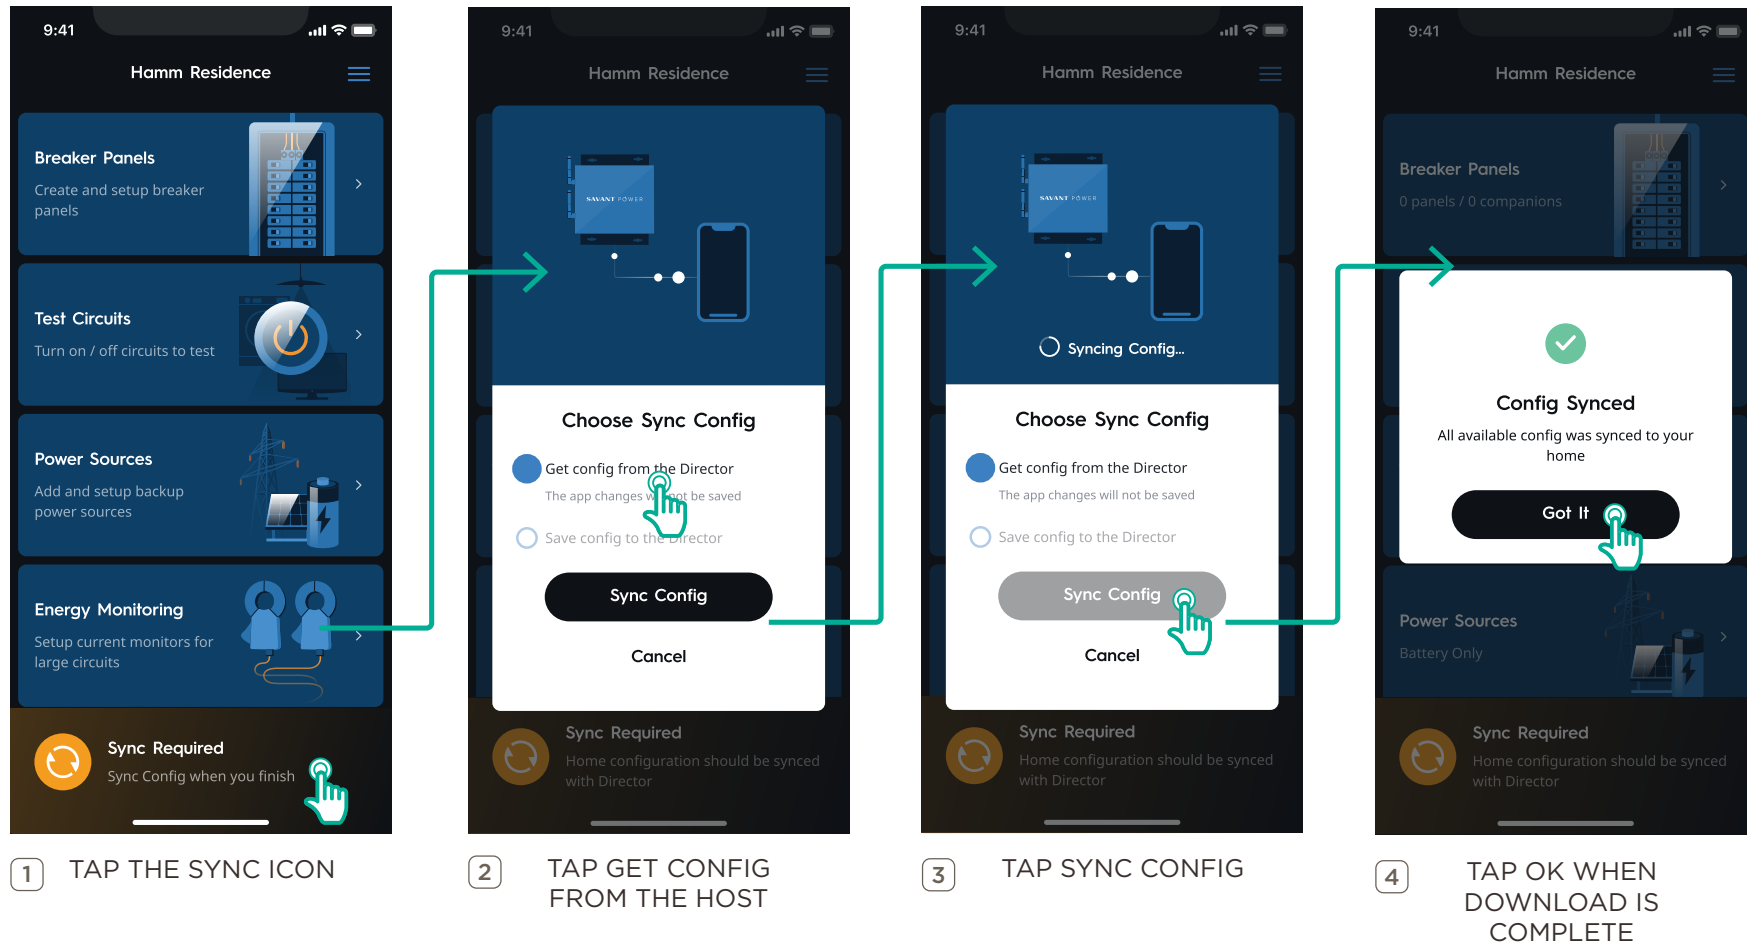 9:41
Hamm Residence
Breaker Panels
Create and setup breaker
panels
Test Circuits
Turn on / off circuits to test
Power Sources
Add and setup backup
power sources
Energy Monitoring
Setup current monitors for
large circuits
Sync Required
Sync Config when you finish
1 TAP THE SYNC ICON
9:41
Hamm Residence
SAVANT POWER
Choose Sync Config
Get config from the Director
The app changes will not be saved
Save config to the Director
Sync Config
Cancel
Sync Required
Home configuration should be synced
with Director
2 TAP GET CONFIG
FROM THE HOST
9:41
Hamm Residence
SAVANT POWER
Syncing Config...
Choose Sync Config
Get config from the Director
The app changes will not be saved
Save config to the Director
Sync Config
Cancel
Sync Required
Home configuration should be synced
with Director
3 TAP SYNC CONFIG
9:41
Hamm Residence
Breaker Panels
0 panels / 0 companions
Config Synced
All available config was synced to your
home
Got It
Power Sources
Battery Only
Sync Required
Home configuration should be synced
with Director
4 TAP OK WHEN
DOWNLOAD IS
COMPLETE